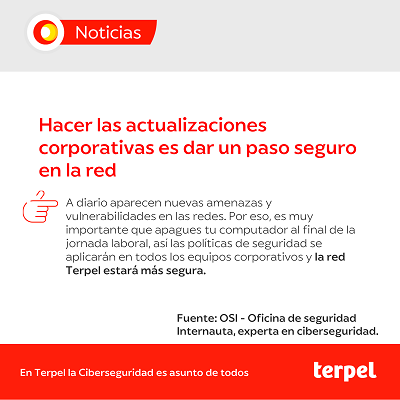 Noticias
Hacer las actualizaciones
corporativas es dar un paso seguro
en la red
A diario aparecen nuevas amenazas y
vulnerabilidades en las redes. Por eso, es muy
importante que apagues tu computador al final de la
jornada laboral, así las políticas de seguridad se
aplicarán en todos los equipos corporativos y la red
Terpel estará más segura.
Fuente: OSI - Oficina de seguridad
Internauta, experta en ciberseguridad.
En Terpel la Ciberseguridad es asunto de todos
terpel